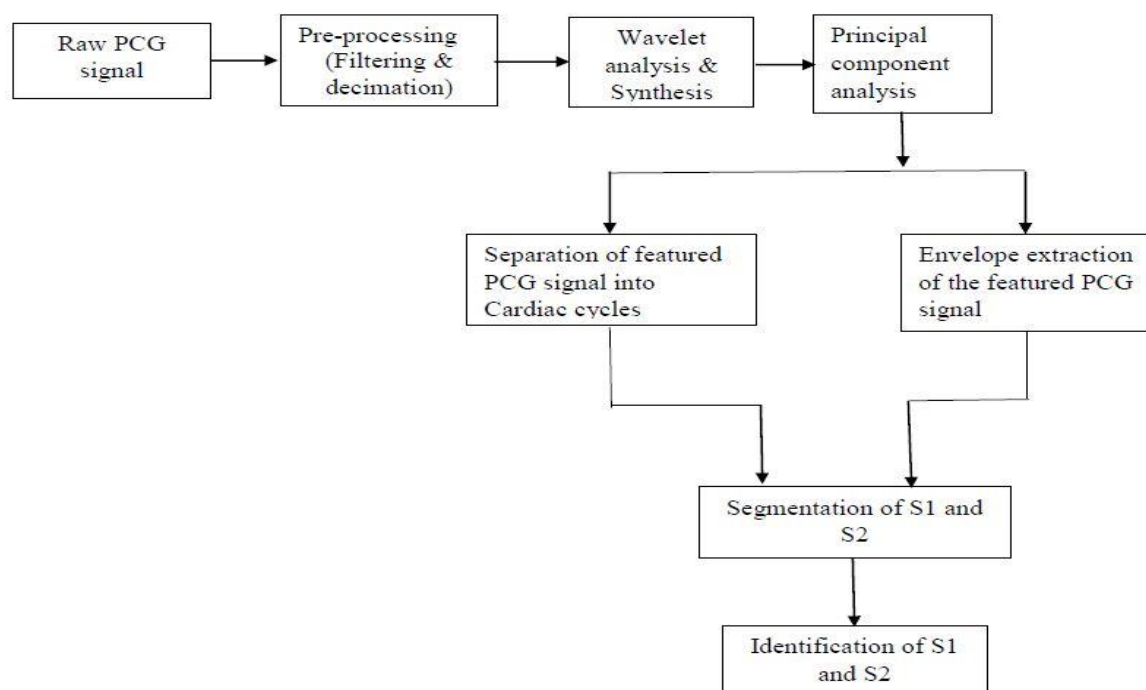 Raw PCG
signal
Pre-processing
(Filtering &
decimation)
Wavelet
analysis &
Synthesis
Principal
component
analysis
Separation of featured
PCG signal into
Cardiac cycles
Envelope extraction
of the featured PCG
signal
Segmentation of S1 and
S2
Identification of S1
and S2